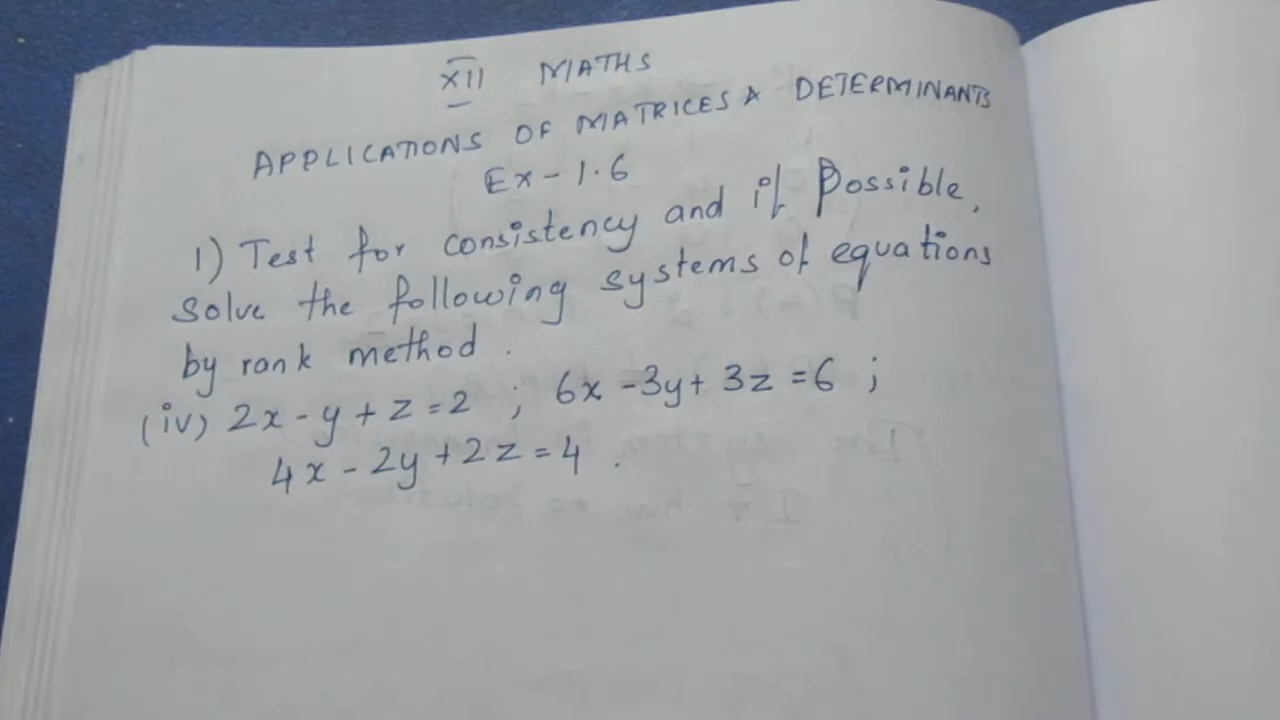 XII MATHS
APPLICATIONS OF MATRICES & DETERMINANTS
Ex - 1.6
1) Test for consistency and if Possible,
Solve the following systems of equations
by rank method.
(iv) 2x - y + z = 2 ; 6x - 3y + 3z = 6 ;
4x - 2y + 2z = 4 .